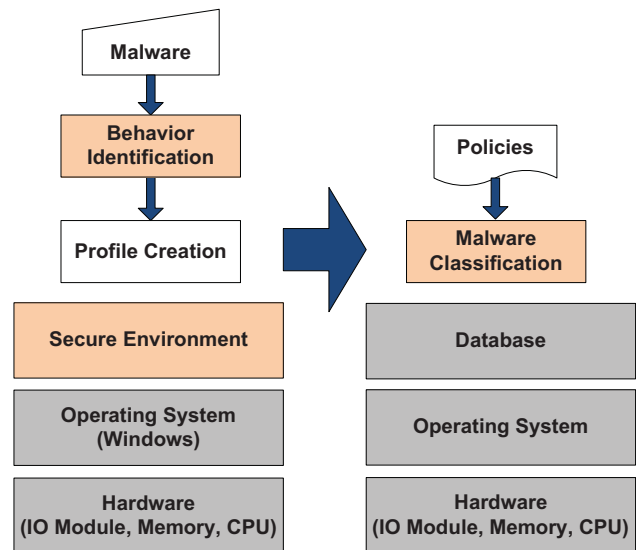 Malware
Behavior
Identification
Profile Creation
Secure Environment
Operating System
(Windows)
Hardware
(IO Module, Memory, CPU)
Policies
Malware
Classification
Database
Operating System
Hardware
(IO Module, Memory, CPU)